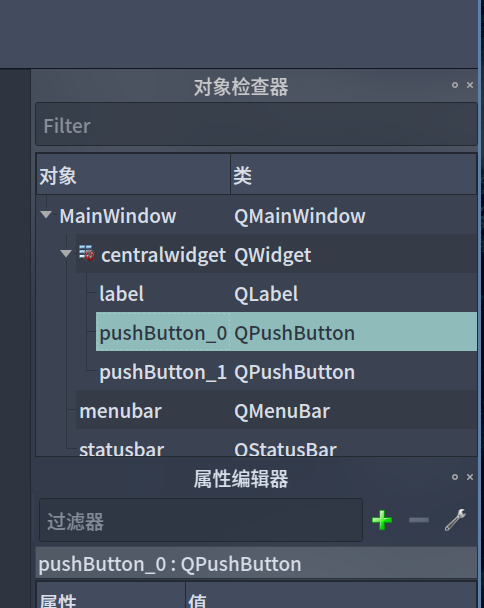 对象检查器
Filter
对象 类
MainWindow QMainWindow
centralwidget QWidget
label QLabel
pushButton_0 QPushButton
pushButton_1 QPushButton
menubar QMenuBar
statusbar QStatusBar
属性编辑器
过滤器
pushButton_0 : QPushButton
属性 值